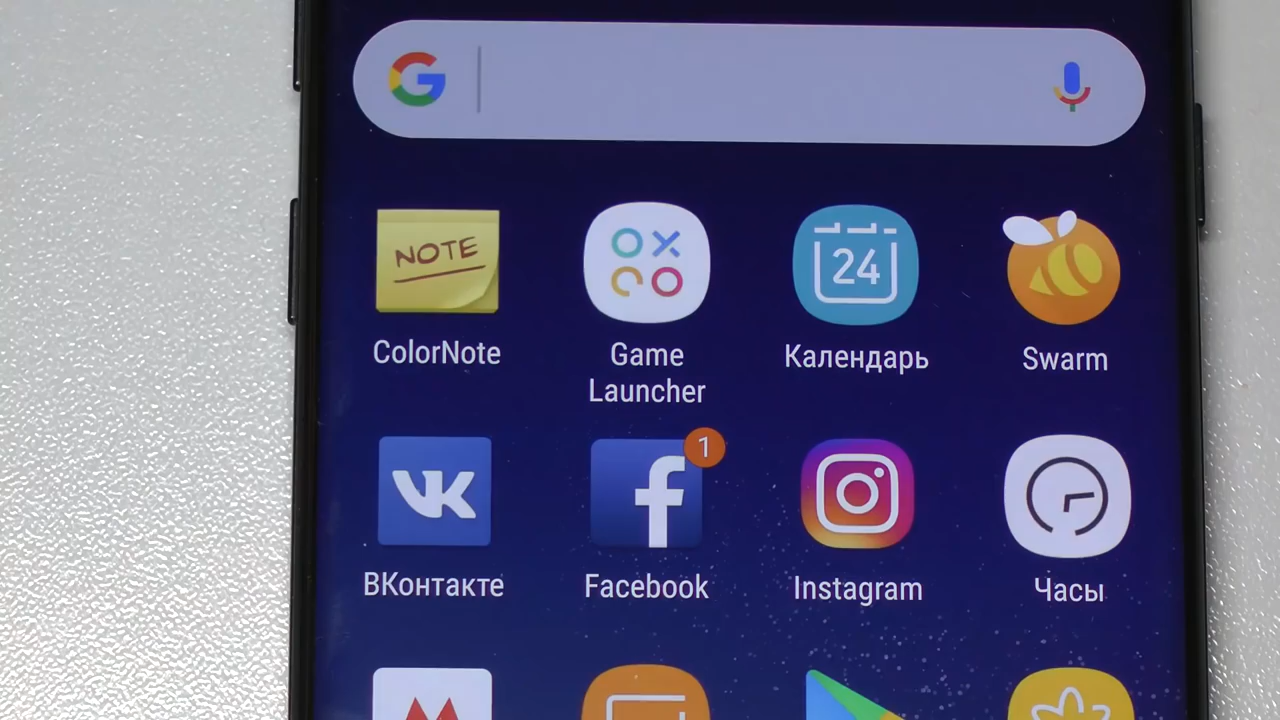 G
NOTE
24
ColorNote
Game
Launcher
Календарь
Swarm
1
ВКонтакте
Facebook
Instagram
Часы